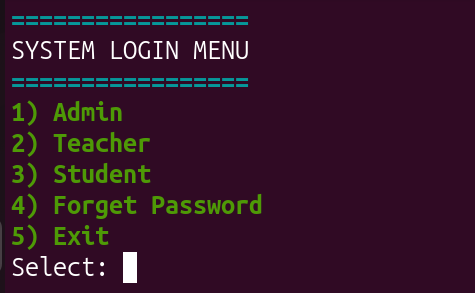 =================
SYSTEM LOGIN MENU
=================
1) Admin
2) Teacher
3) Student
4) Forget Password
5) Exit
Select: